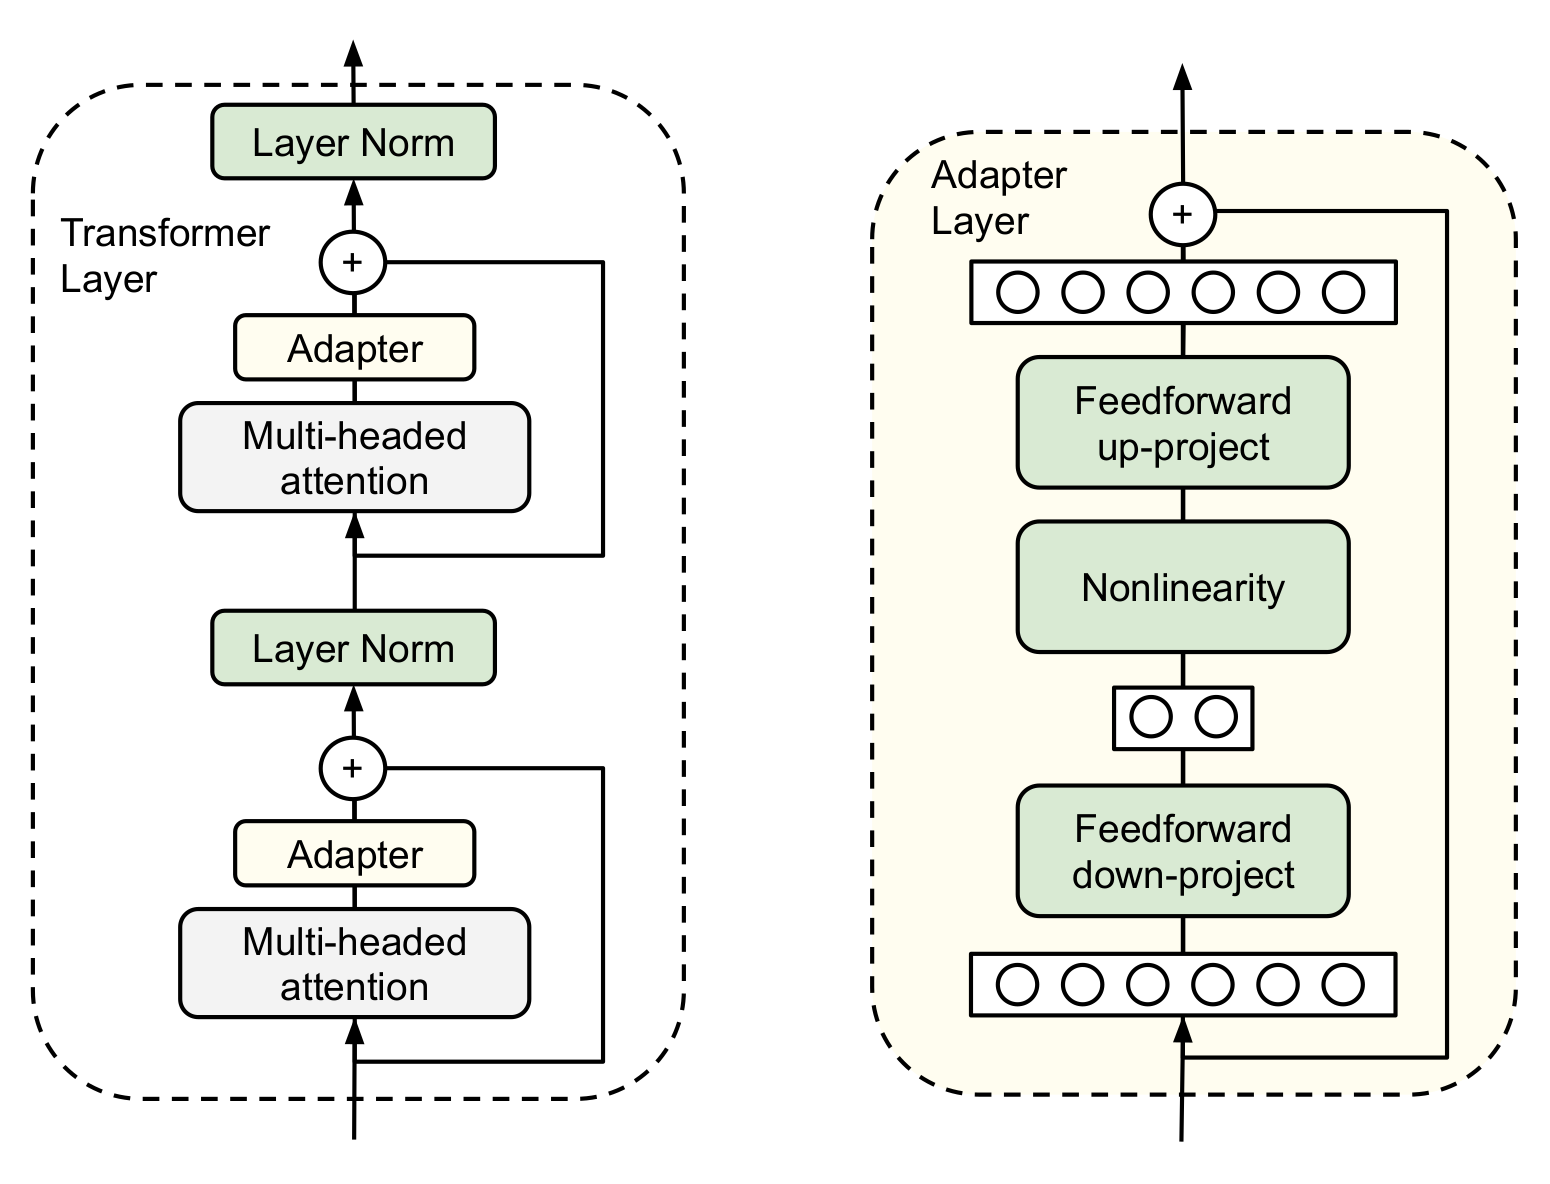 Layer Norm
Transformer
Layer
+
Adapter
Multi-headed
attention
Layer Norm
+
Adapter
Multi-headed
attention
Adapter
Layer
+
Feedforward
up-project
Nonlinearity
Feedforward
down-project